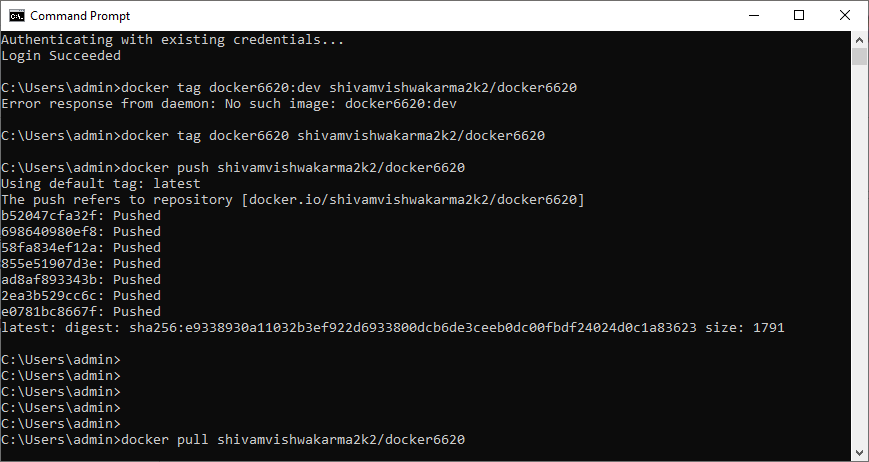 Command Prompt
Authenticating with existing credentials...
Login Succeeded
C:\Users\admin>docker tag docker6620:dev shivamvishwakarma2k2/docker6620
Error response from daemon: No such image: docker6620:dev
C:\Users\admin>docker tag docker6620 shivamvishwakarma2k2/docker6620
C:\Users\admin>docker push shivamvishwakarma2k2/docker6620
Using default tag: latest
The push refers to repository [docker.io/shivamvishwakarma2k2/docker6620]
b52047cfa32f: Pushed
698640980ef8: Pushed
58fa834ef12a: Pushed
855e51907d3e: Pushed
ad8af893343b: Pushed
2ea3b529cc6c: Pushed
e0781bc8667f: Pushed
latest: digest: sha256:e9338930a11032b3ef922d6933800dcb6de3ceeb0dc00fbdf24024d0c1a83623 size: 1791
C:\Users\admin>
C:\Users\admin>
C:\Users\admin>
C:\Users\admin>
C:\Users\admin>
C:\Users\admin>docker pull shivamvishwakarma2k2/docker6620